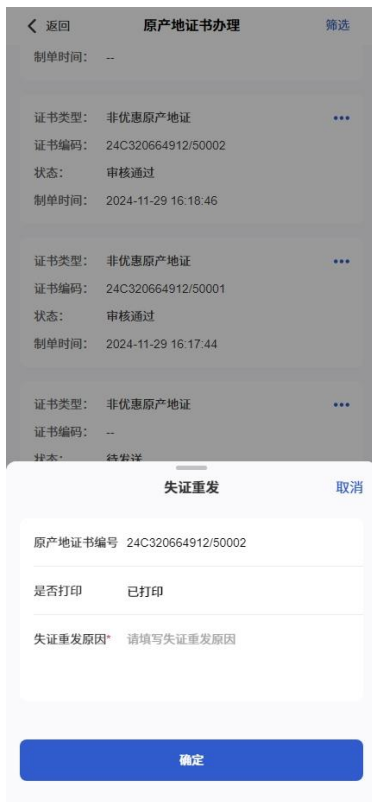 返回 原产地证书办理 筛选
制单时间: --
证书类型: 非优惠原产地证
证书编码: 24C320664912/50002
状态: 审核通过
制单时间: 2024-11-29 16:18:46
证书类型: 非优惠原产地证
证书编码: 24C320664912/50001
状态: 审核通过
制单时间: 2024-11-29 16:17:44
证书类型: 非优惠原产地证
证书编码: --
状态: 待发送
失证重发 取消
原产地证书编号 24C320664912/50002
是否打印 已打印
失证重发原因* 请填写失证重发原因
确定